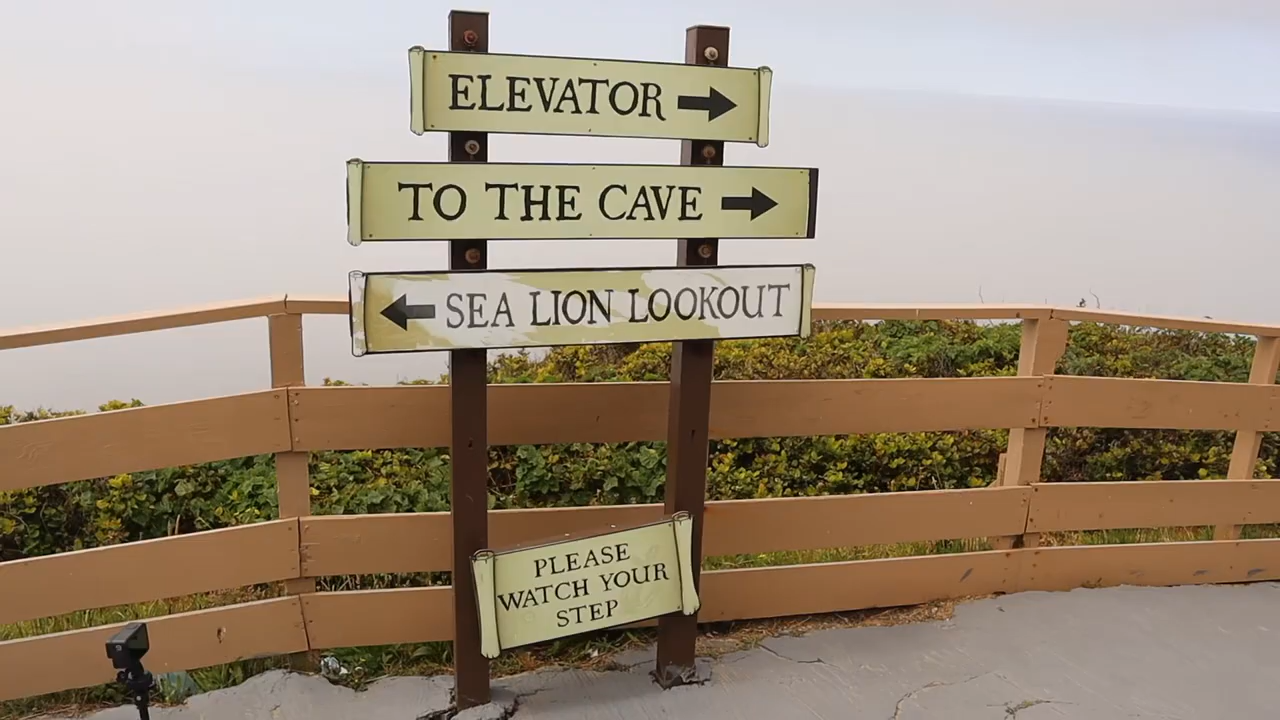 ELEVATOR →
TO THE CAVE →
← SEA LION LOOKOUT
PLEASE
WATCH YOUR
STEP